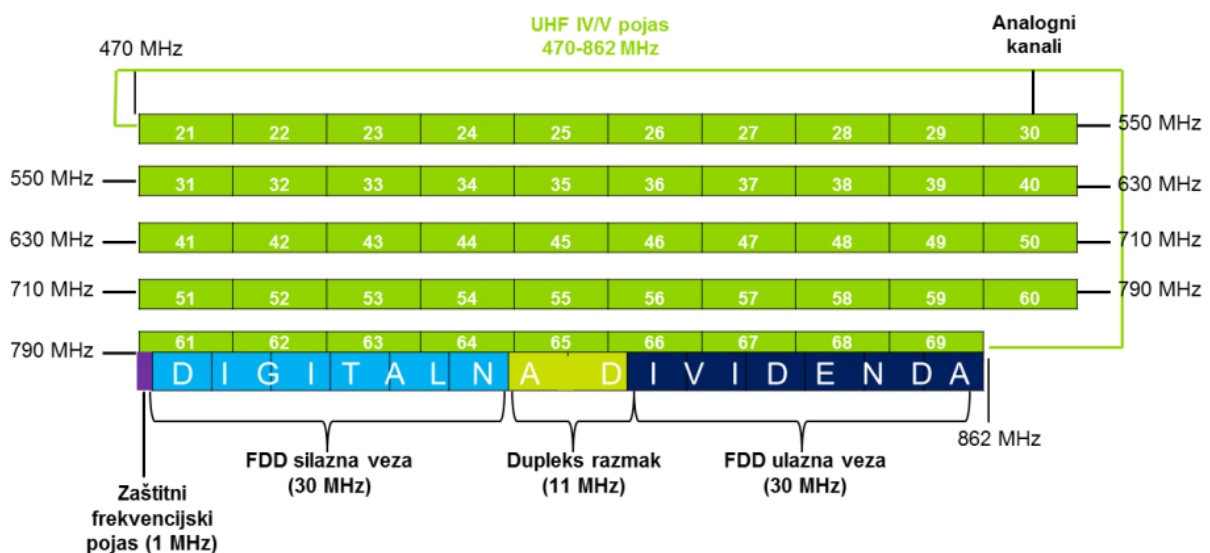 UHF IV/V pojas
470-862 MHz
Analogni
kanali
470 MHz
21 22 23 24 25 26 27 28 29 30
550 MHz
550 MHz
31 32 33 34 35 36 37 38 39 40
630 MHz
630 MHz
41 42 43 44 45 46 47 48 49 50
710 MHz
710 MHz
51 52 53 54 55 56 57 58 59 60
790 MHz
790 MHz
61 62 63 64 65 66 67 68 69
DIGITALNA DIVIDENDA
862 MHz
FDD silazna veza
(30 MHz)
Dupleks razmak
(11 MHz)
FDD ulazna veza
(30 MHz)
Zaštitni
frekvencijski
pojas (1 MHz)